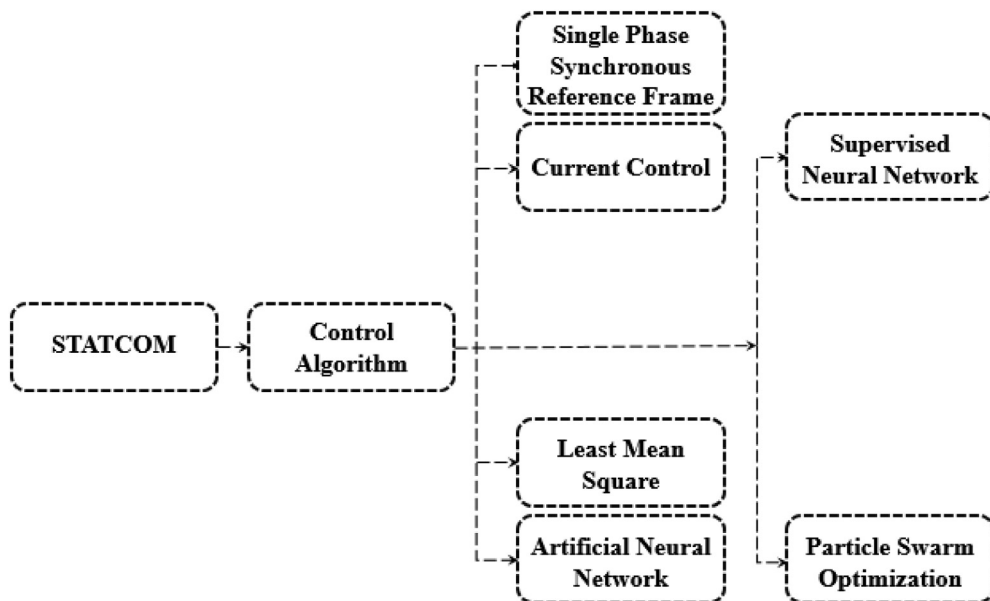 STATCOM
Control
Algorithm
Single Phase
Synchronous
Reference Frame
Current Control
Least Mean
Square
Artificial Neural
Network
Supervised
Neural Network
Particle Swarm
Optimization